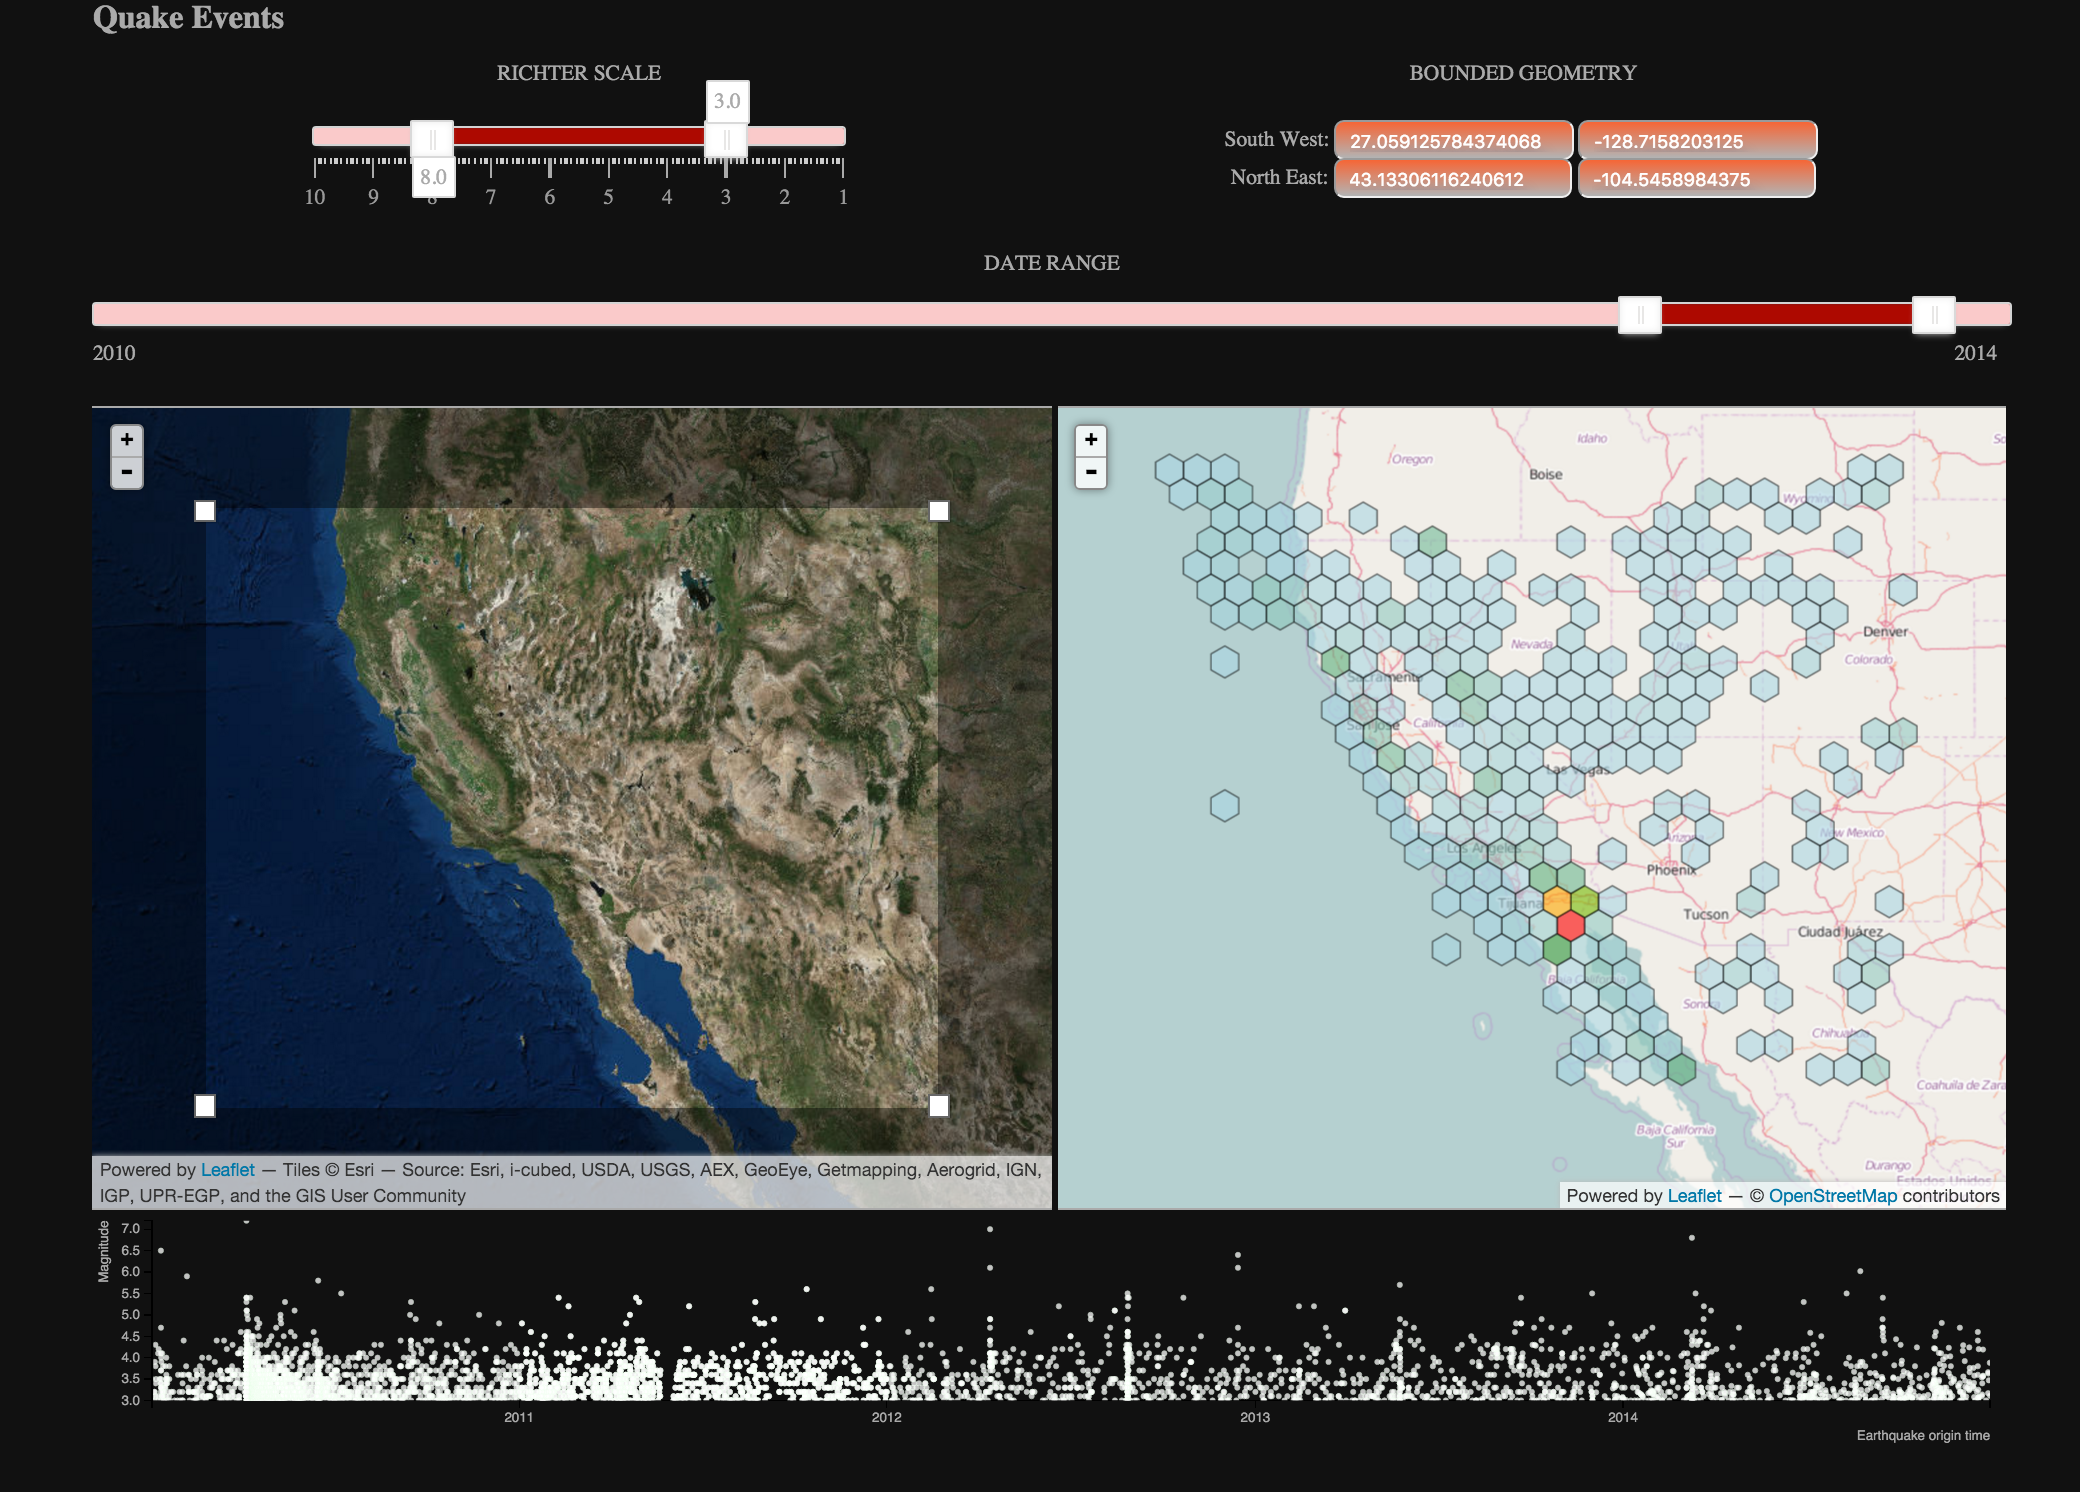 Quake Events
RICHTER SCALE
BOUNDED GEOMETRY
3.0
8.0
10 9 8 7 6 5 4 3 2 1
South West: 27.059125784374068 -128.7158203125
North East: 43.13306116240612 -104.5458984375
DATE RANGE
2010
2014
+
-
Powered by Leaflet — Tiles © Esri — Source: Esri, i-cubed, USDA, USGS, AEX, GeoEye, Getmapping, Aerogrid, IGN,
IGP, UPR-EGP, and the GIS User Community
+
-
Idaho
Oregon
Boise
Wyoming
Nevada
Utah
Denver
Colorado
Sacramento
San Jose
California
Las Vegas
Arizona
New Mexico
Los Angeles
Phoenix
Tijuana
Tucson
Ciudad Juárez
Baja California
Sonora
Chihuahua
Coahuila de Zara
Baja California
Sur
Durango
Estados Unidos
Powered by Leaflet — © OpenStreetMap contributors
Magnitude
7.0
6.5
6.0
5.5
5.0
4.5
4.0
3.5
3.0
2011 2012 2013 2014
Earthquake origin time